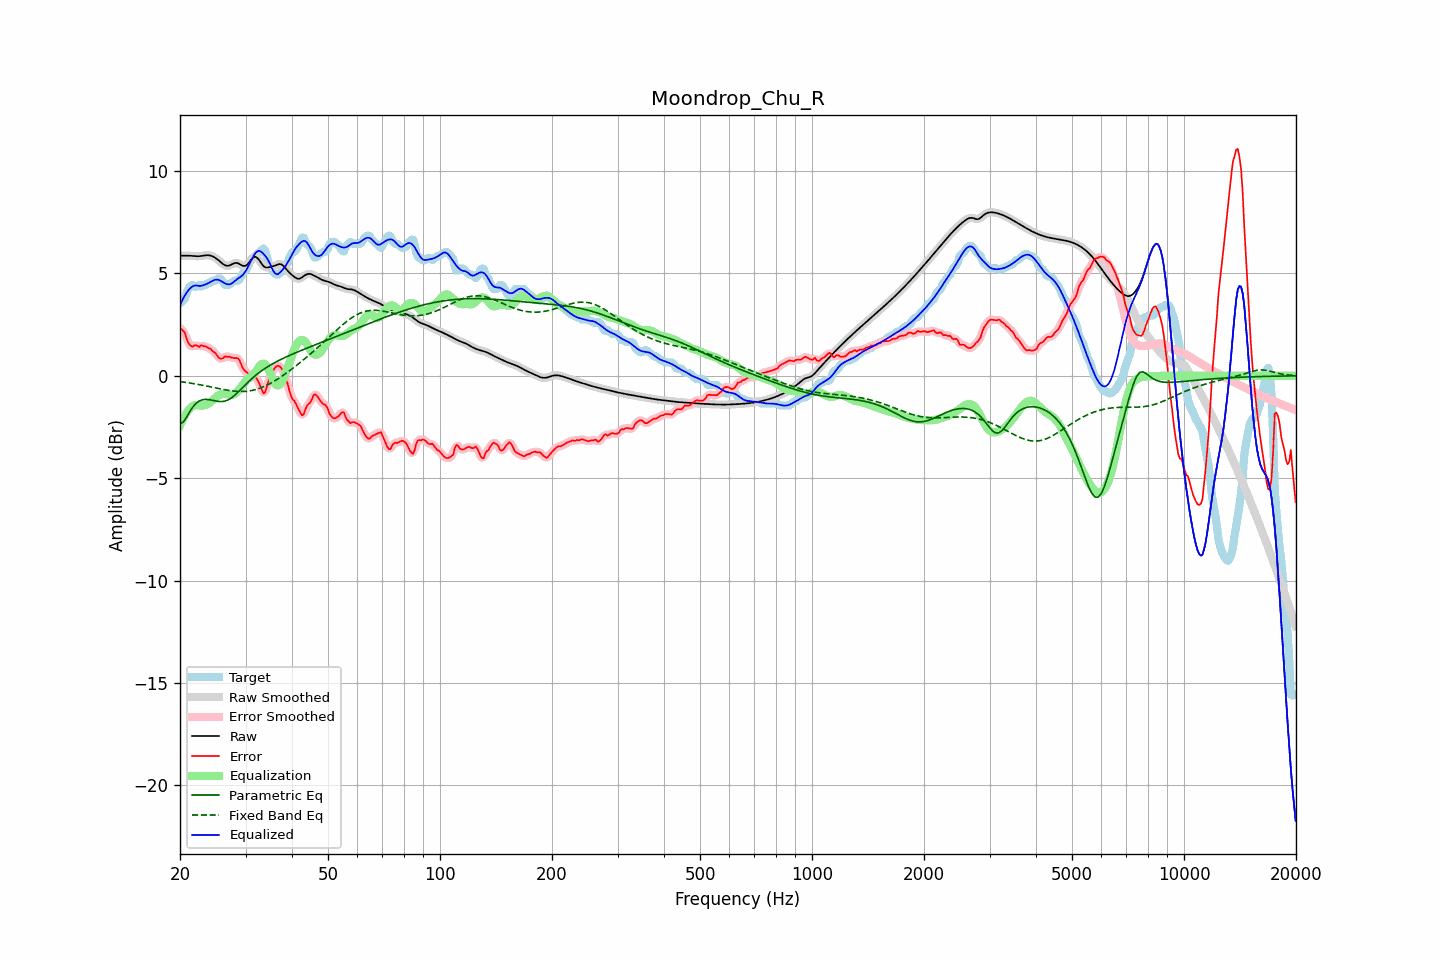 Moondrop_Chu_R
Amplitude (dBr)
10
5
0
−5
−10
−15
−20
Target
Raw Smoothed
Error Smoothed
Raw
Error
Equalization
Parametric Eq
Fixed Band Eq
Equalized
20
50
100
200
500
1000
2000
5000
10000
20000
Frequency (Hz)